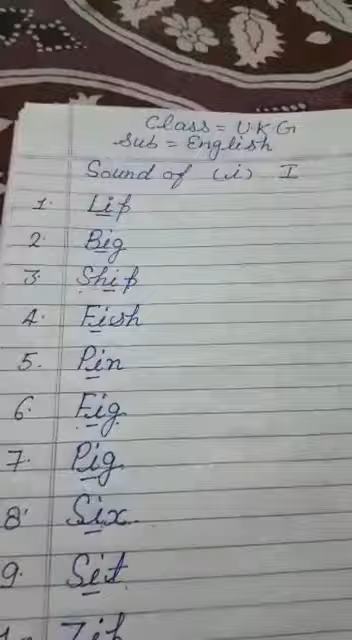 Class = U.K.G
Sub = English
Sound of (i) I
1. Lip
2. Big
3. Ship
4. Fish
5. Pin
6. Fig
7. Pig
8. Six
9. Sit
Zip